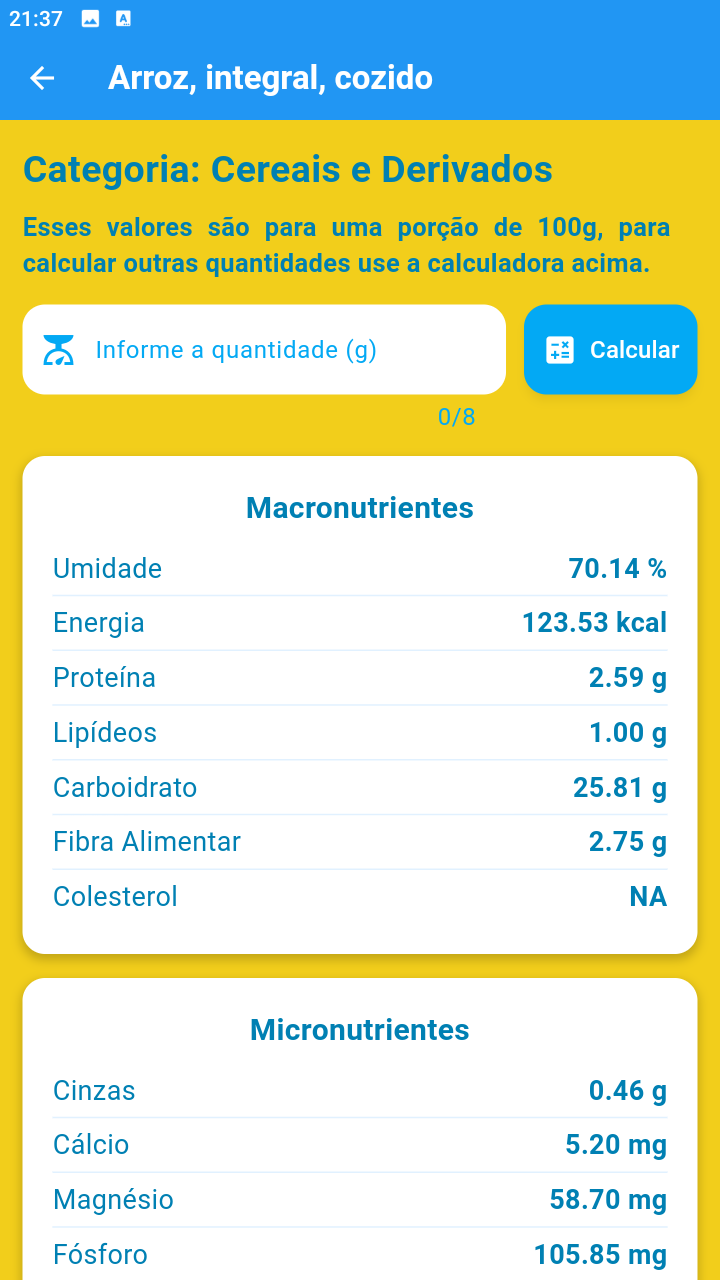 21:37
Arroz, integral, cozido
Categoria: Cereais e Derivados
Esses valores são para uma porção de 100g, para
calcular outras quantidades use a calculadora acima.
Informe a quantidade (g)
Calcular
0/8
Macronutrientes
Umidade 70.14 %
Energia 123.53 kcal
Proteína 2.59 g
Lipídeos 1.00 g
Carboidrato 25.81 g
Fibra Alimentar 2.75 g
Colesterol NA
Micronutrientes
Cinzas 0.46 g
Cálcio 5.20 mg
Magnésio 58.70 mg
Fósforo 105.85 mg